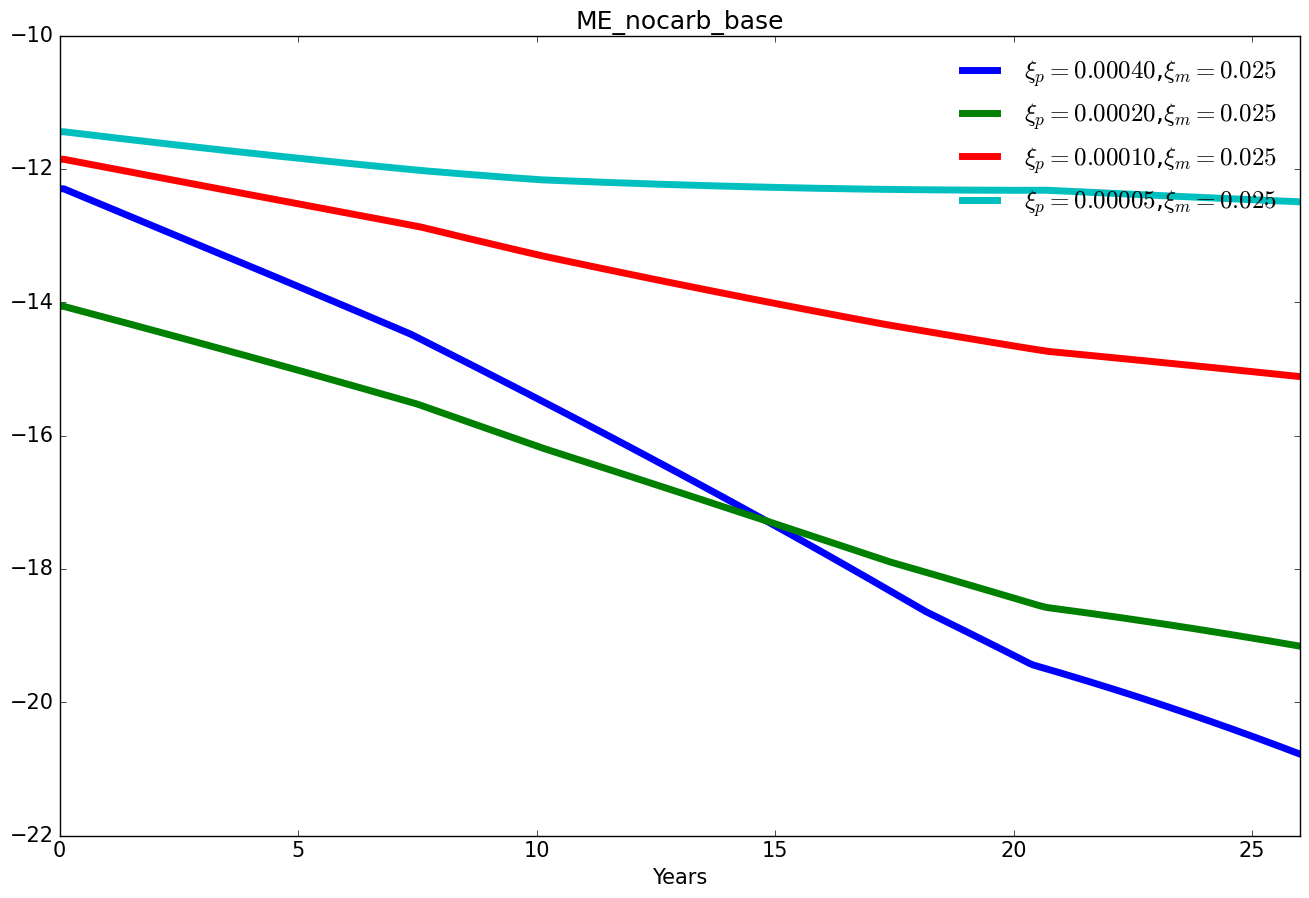 ME_nocarb_base
−10
−12
−14
−16
−18
−20
−22
ξp = 0.00040,ξm = 0.025
ξp = 0.00020,ξm = 0.025
ξp = 0.00010,ξm = 0.025
ξp = 0.00005,ξm = 0.025
0 5 10 15 20 25
Years